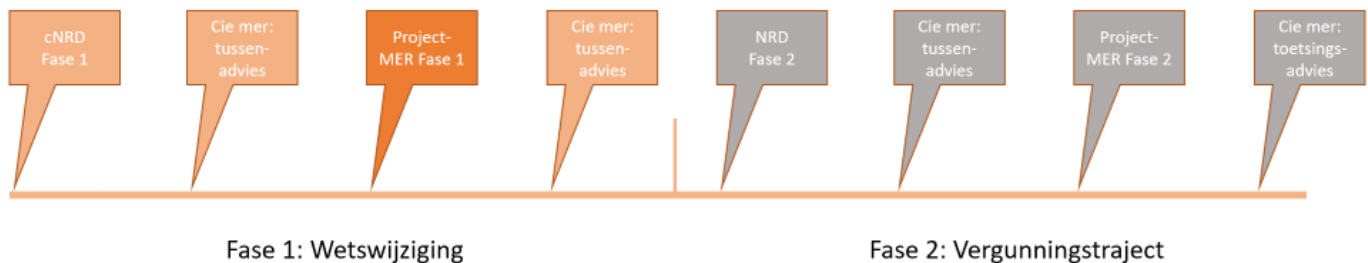 cNRD
Fase 1
Cie mer:
tussen-
advies
Project-
MER Fase 1
Cie mer:
tussen-
advies
NRD
Fase 2
Cie mer:
tussen-
advies
Project-
MER Fase 2
Cie mer:
toetsings-
advies
Fase 1: Wetswijziging
Fase 2: Vergunningstraject